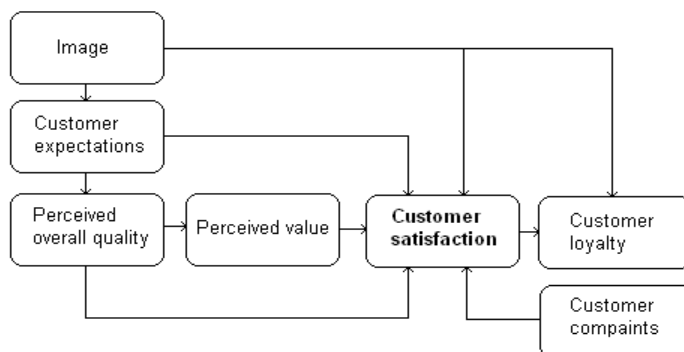 Image
Customer
expectations
Perceived
overall quality
Perceived value
Customer
satisfaction
Customer
loyalty
Customer
compaints